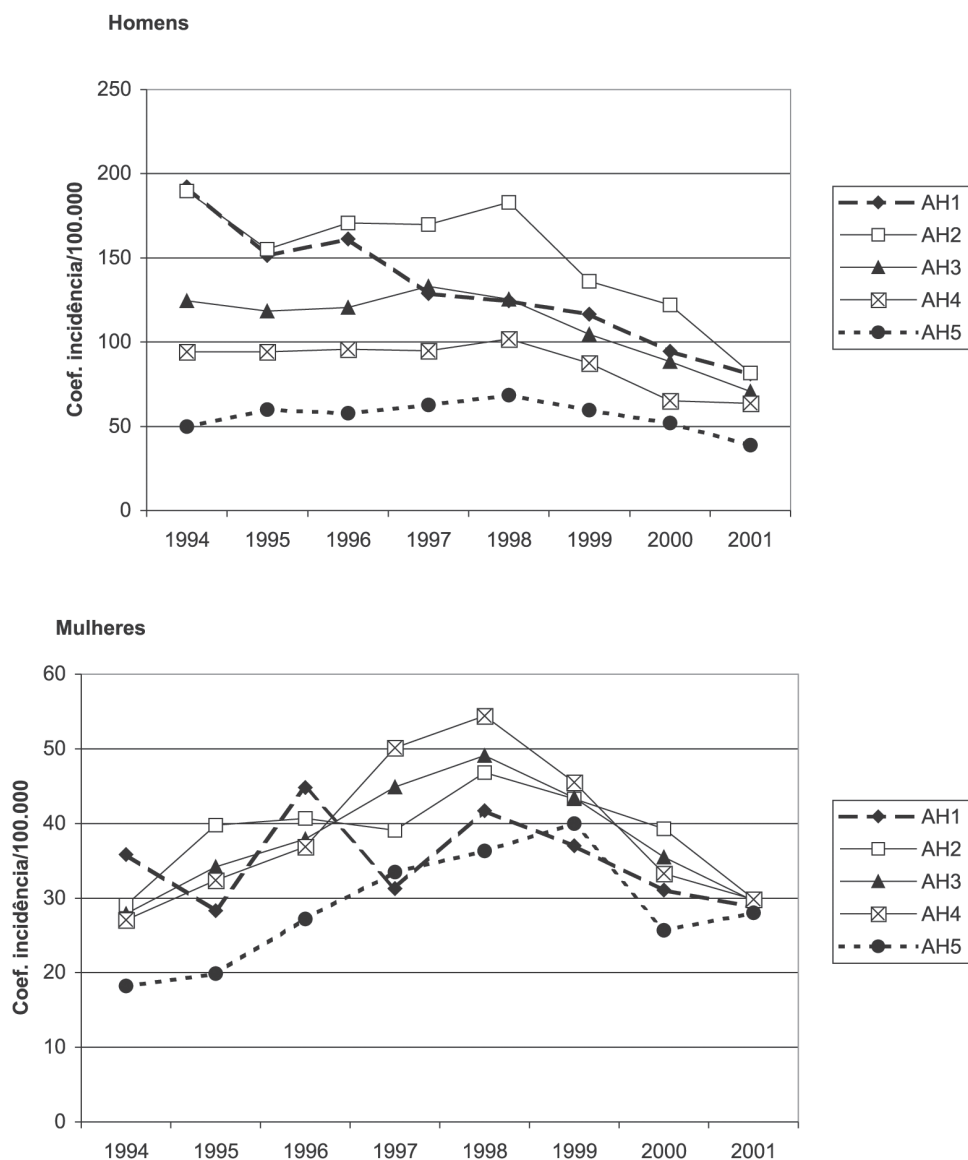 Homens
Coef. incidência/100.000
250
200
150
100
50
0
1994 1995 1996 1997 1998 1999 2000 2001
AH1
AH2
AH3
AH4
AH5
Mulheres
Coef. incidência/100.000
60
50
40
30
20
10
0
1994 1995 1996 1997 1998 1999 2000 2001
AH1
AH2
AH3
AH4
AH5